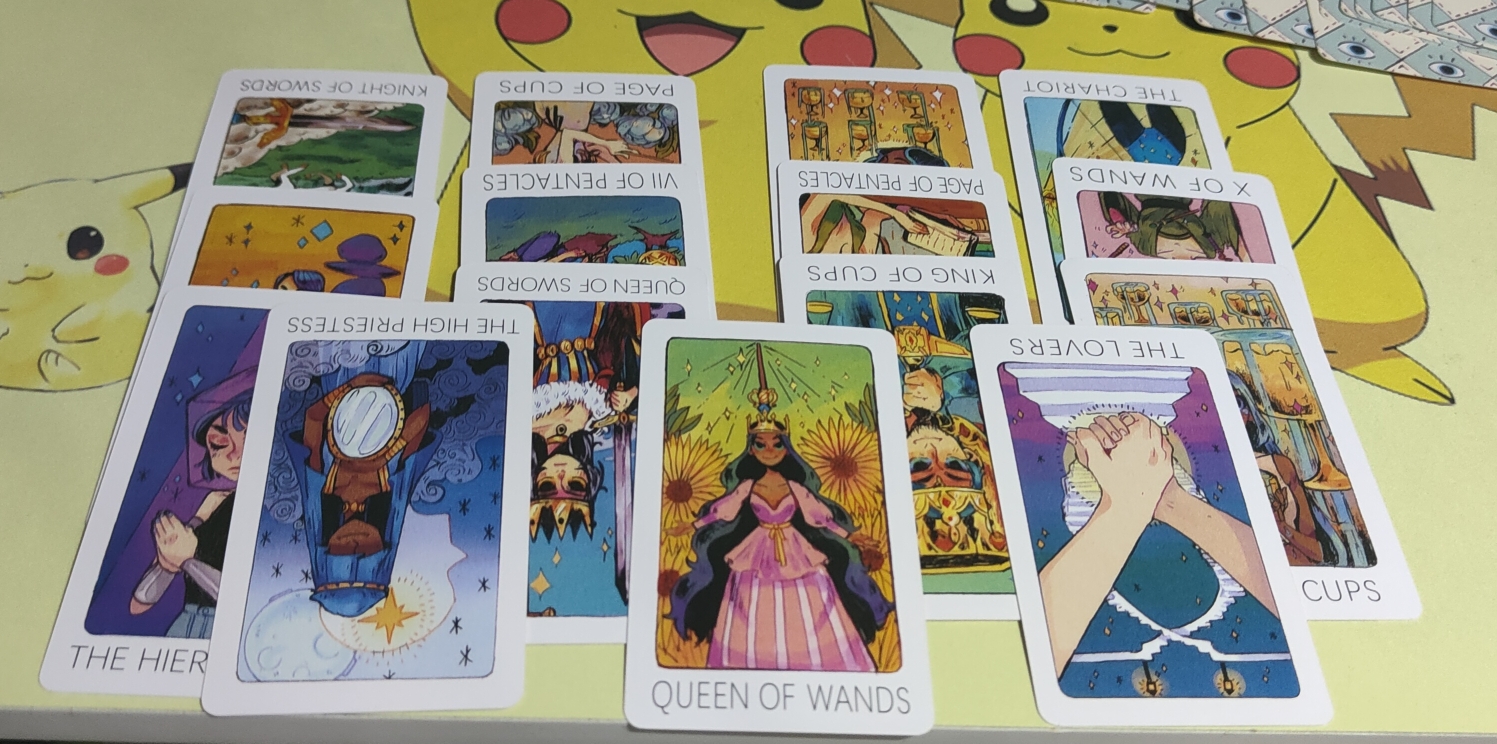 KNIGHT OF SWORDS
PAGE OF CUPS
THE CHARIOT
VII OF PENTACLES
PAGE OF PENTACLES
X OF WANDS
QUEEN OF SWORDS
KING OF CUPS
THE HIGH PRIESTESS
THE LOVERS
CUPS
THE HIER
QUEEN OF WANDS